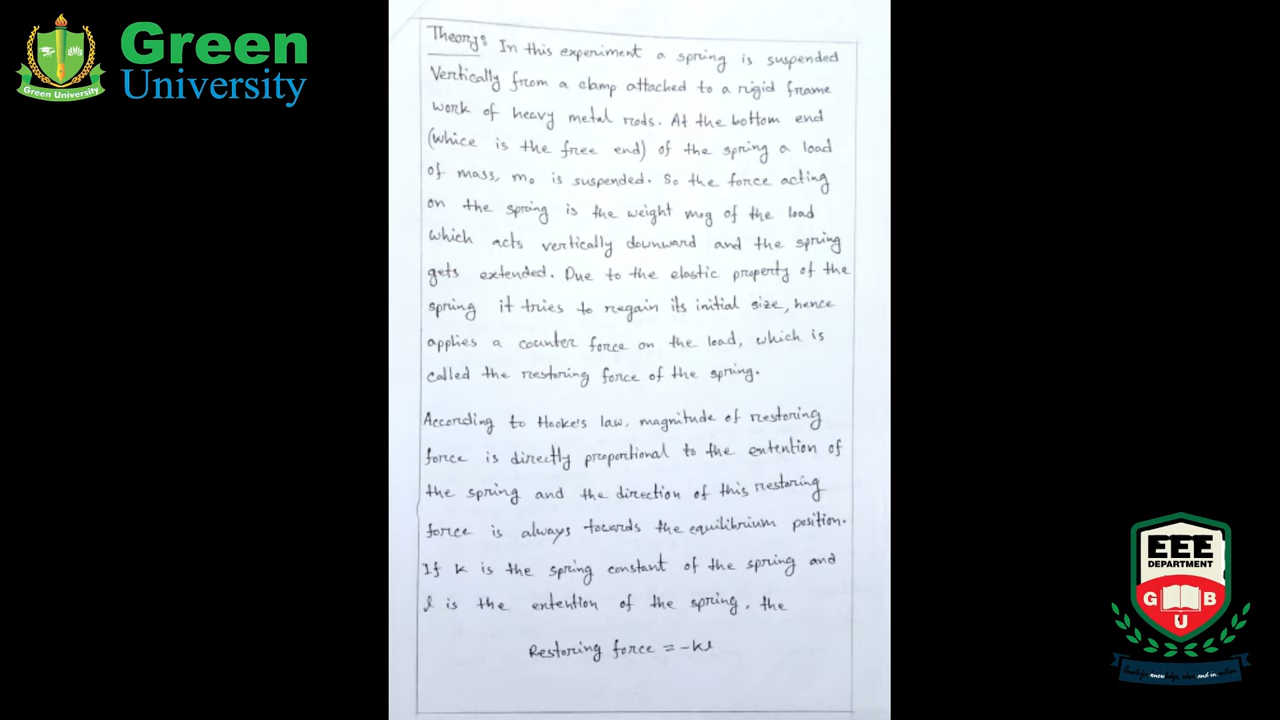 Green
University
Green University
Theory:
In this experiment a spring is suspended
vertically from a clamp attached to a rigid frame
work of heavy metal rods. At the bottom end
(whice is the free end) of the spring a load
of mass, m₀ is suspended. So the force acting
on the spring is the weight m₀g of the load
which acts vertically downward and the spring
gets extended. Due to the elastic property of the
spring it tries to regain its initial size, hence
applies a counter force on the load, which is
called the restoring force of the spring.
According to Hooke's law, magnitude of restoring
force is directly proportional to the extention of
the spring and the direction of this restoring
force is always towards the equilibrium position.
If k is the spring constant of the spring and
l is the extention of the spring, the
Restoring force = -kl
EEE
DEPARTMENT
G U B